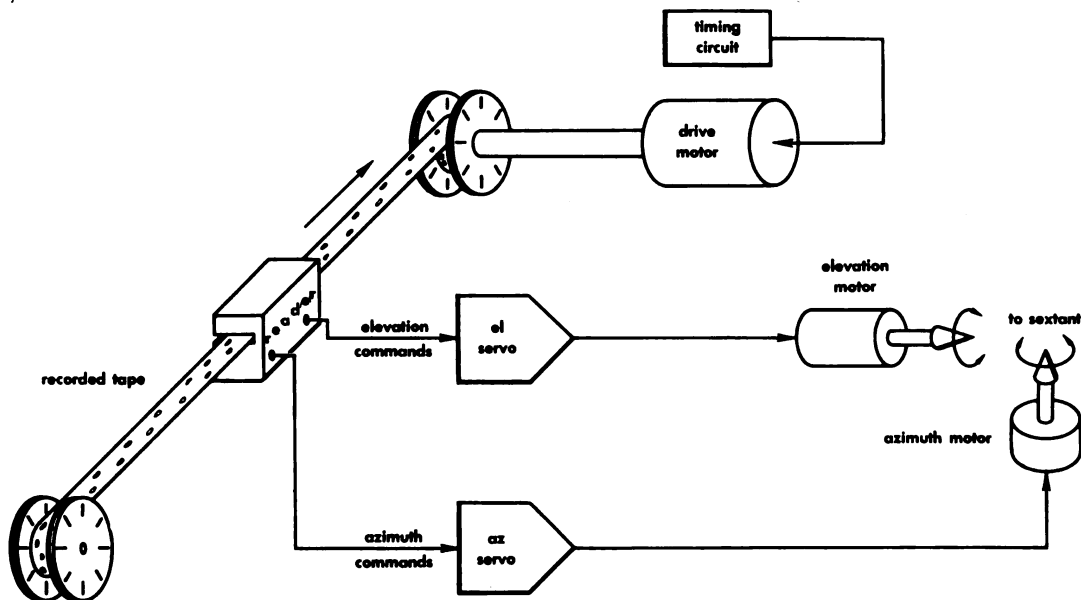 timing
circuit
drive
motor
elevation
motor
reader
elevation
commands
el
servo
to sextant
recorded tape
azimuth motor
azimuth
commands
az
servo